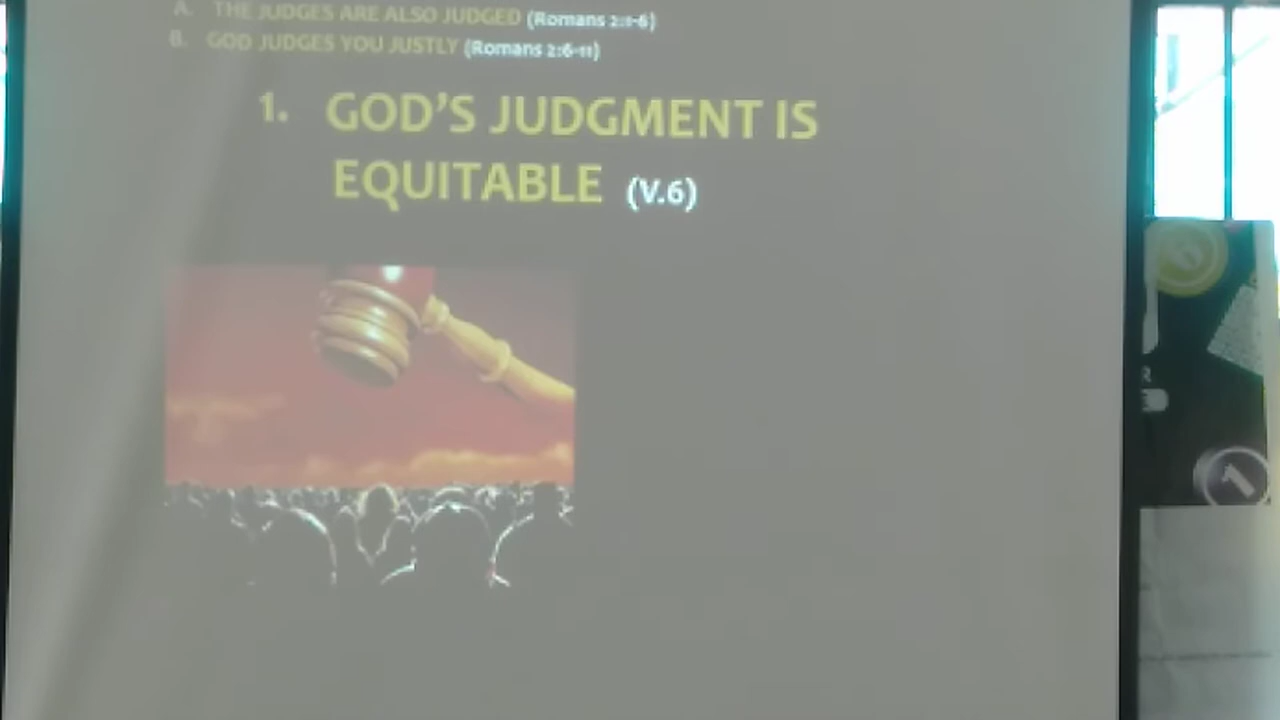 A. THE JUDGES ARE ALSO JUDGED (Romans 2:1-6)
B. GOD JUDGES YOU JUSTLY (Romans 2:6-11)
1. GOD'S JUDGMENT IS
EQUITABLE (V.6)
1